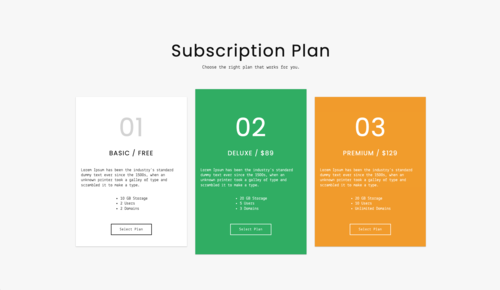 Subscription Plan
Choose the right plan that works for you.
01
BASIC / FREE
Lorem Ipsum has been the industry's standard
dummy text ever since the 1500s, when an
unknown printer took a galley of type and
scrambled it to make a type.
• 10 GB Storage
• 2 Users
• 2 Domains
Select Plan
02
DELUXE / $89
Lorem Ipsum has been the industry's standard
dummy text ever since the 1500s, when an
unknown printer took a galley of type and
scrambled it to make a type.
GB Storage
• 5 Users
• 3 Domains
Select Plan
03
PREMIUM / $129
Lorem Ipsum has been the industry's standard
dummy text ever since the 1500s, when an
unknown printer took a galley of type and
scrambled it to make a type.
GB Storage
Users
• Unlimited Domains
Select Plan